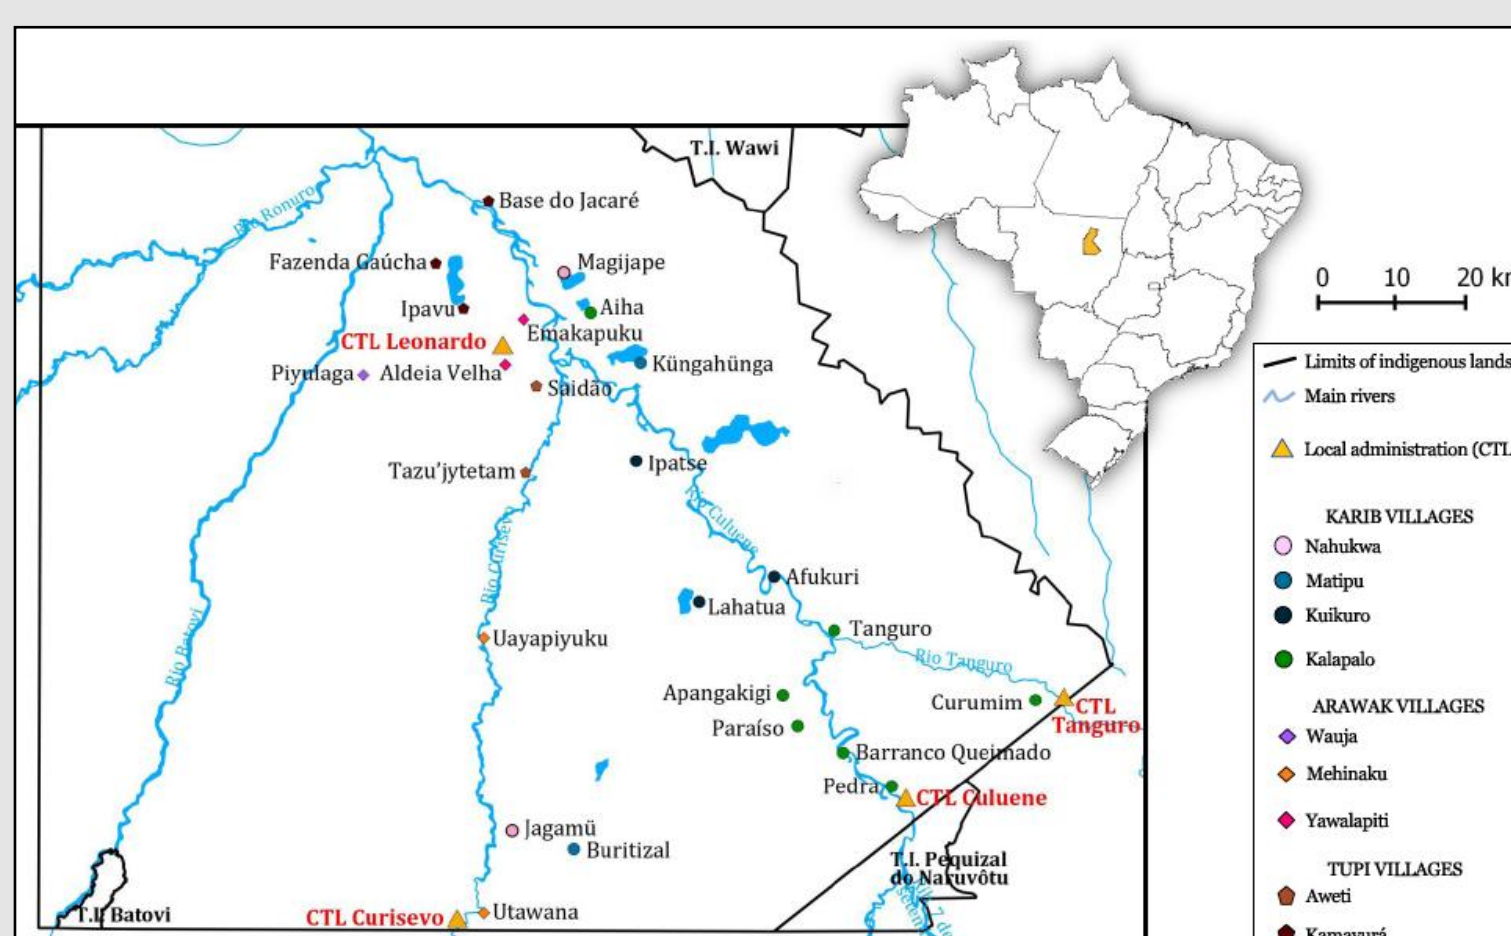 T.I. Wawi
Rio Ronuro
Base do Jacaré
Fazenda Gaúcha
Magijape
Ipavu
Aiha
Emakapuku
CTL Leonardo
Piyulaga
Aldeia Velha
Küngahünga
Saidão
Tazu'jytetam
Ipatse
Rio Culuene
Rio Curisevo
Afukuri
Lahatua
Rio Batovi
Uayapiyuku
Tanguro
Rio Tanguro
Apangakigi
Curumim
CTL
Tanguro
Paraíso
Barranco Queimado
Pedra
CTL Culuene
Jagamü
Buritizal
T.I. Pequizal
do Naruvôtu
T.I. Batovi
CTL Curisevo
Utawana
0 10 20 km
Limits of indigenous lands
Main rivers
Local administration (CTL
KARIB VILLAGES
Nahukwa
Matipu
Kuikuro
Kalapalo
ARAWAK VILLAGES
Wauja
Mehinaku
Yawalapiti
TUPI VILLAGES
Aweti
Kamayurá